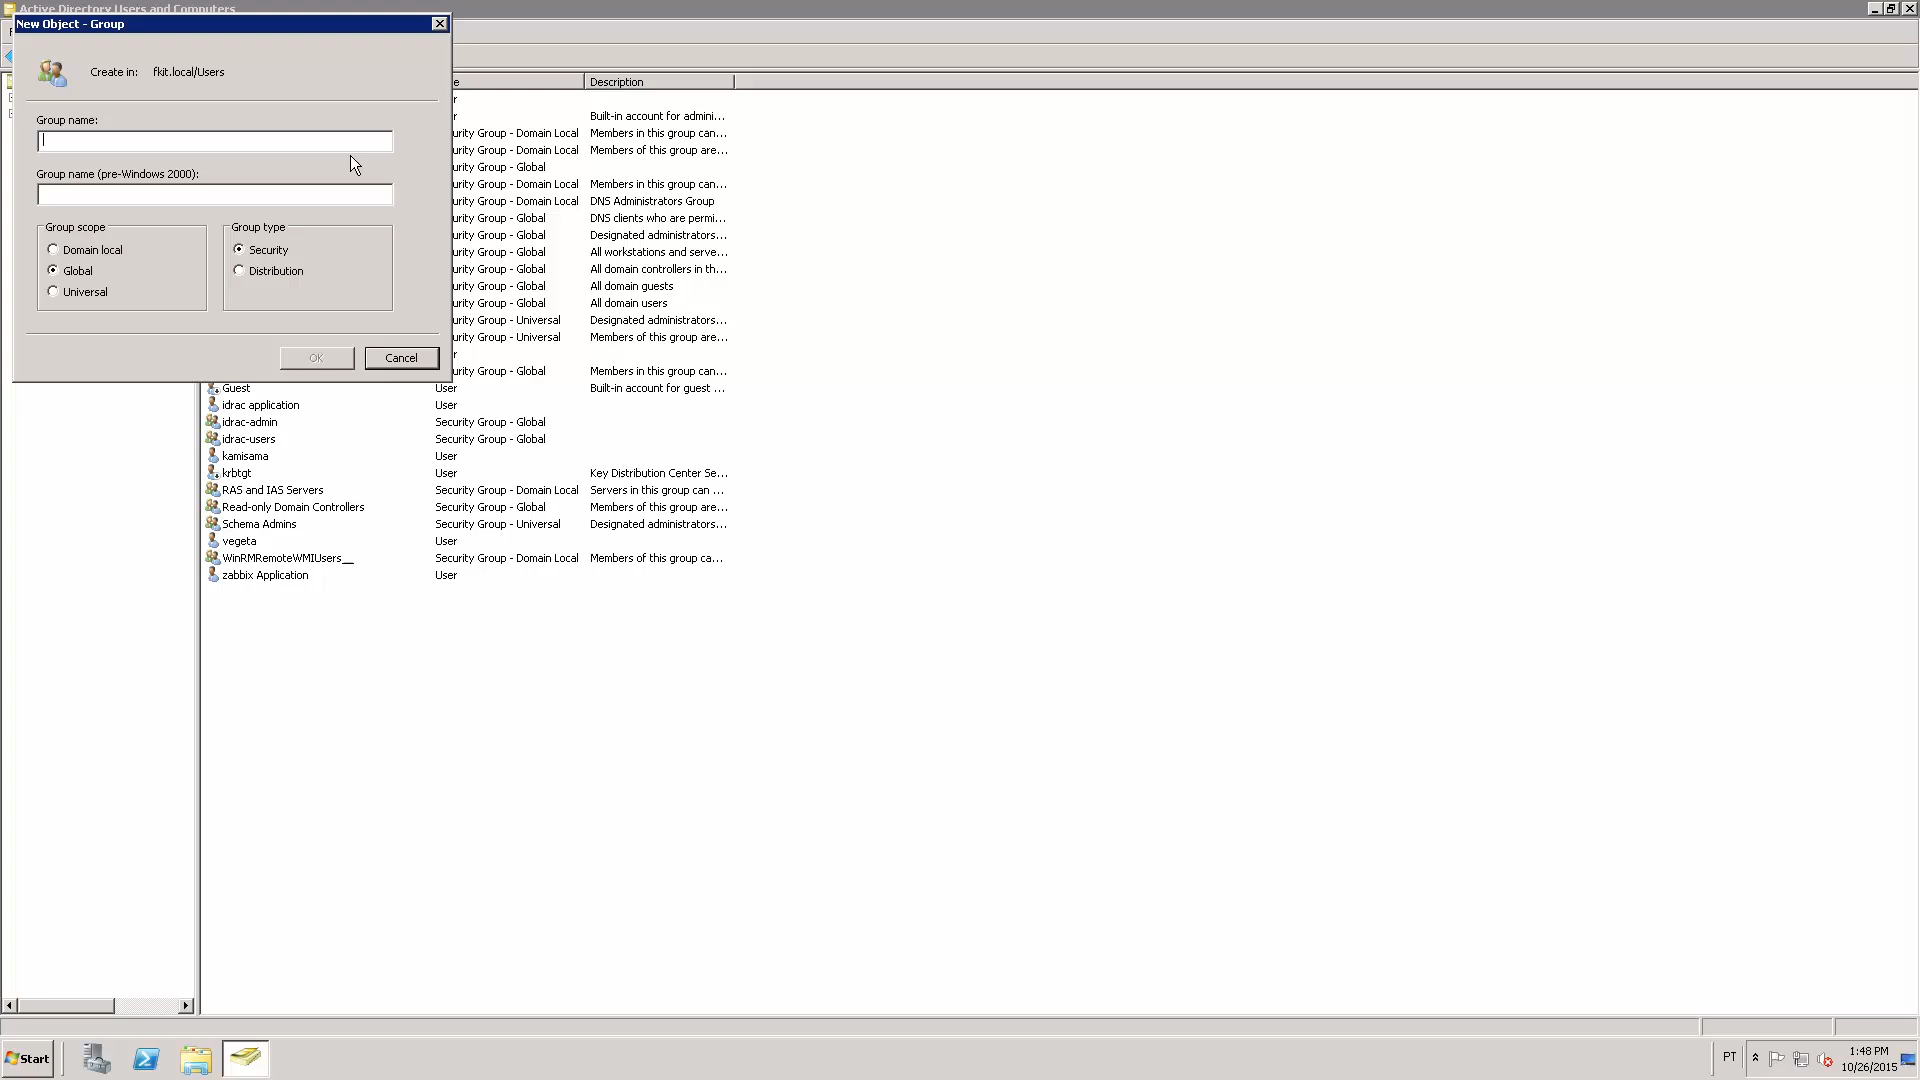 Active Directory Users and Computers
New Object - Group
Create in: fkit.local/Users
Group name:
Group name (pre-Windows 2000):
Group scope
Domain local
Global
Universal
Group type
Security
Distribution
OK
Cancel
Description
Built-in account for admini...
urity Group - Domain Local Members in this group can...
urity Group - Domain Local Members of this group are...
urity Group - Global
urity Group - Domain Local Members in this group can...
urity Group - Domain Local DNS Administrators Group
urity Group - Global DNS clients who are permi...
urity Group - Global Designated administrators...
urity Group - Global All workstations and serve...
urity Group - Global All domain controllers in th...
urity Group - Global All domain guests
urity Group - Global All domain users
urity Group - Universal Designated administrators...
urity Group - Universal Members of this group are...
urity Group - Global Members in this group can...
Guest User Built-in account for guest ...
idrac application User
idrac-admin Security Group - Global
idrac-users Security Group - Global
kamisama User
krbtgt User Key Distribution Center Se...
RAS and IAS Servers Security Group - Domain Local Servers in this group can ...
Read-only Domain Controllers Security Group - Global Members of this group are...
Schema Admins Security Group - Universal Designated administrators...
vegeta User
WinRMRemoteWMIUsers__ Security Group - Domain Local Members of this group ca...
zabbix Application User
Start
PT
1:48 PM
10/26/2015